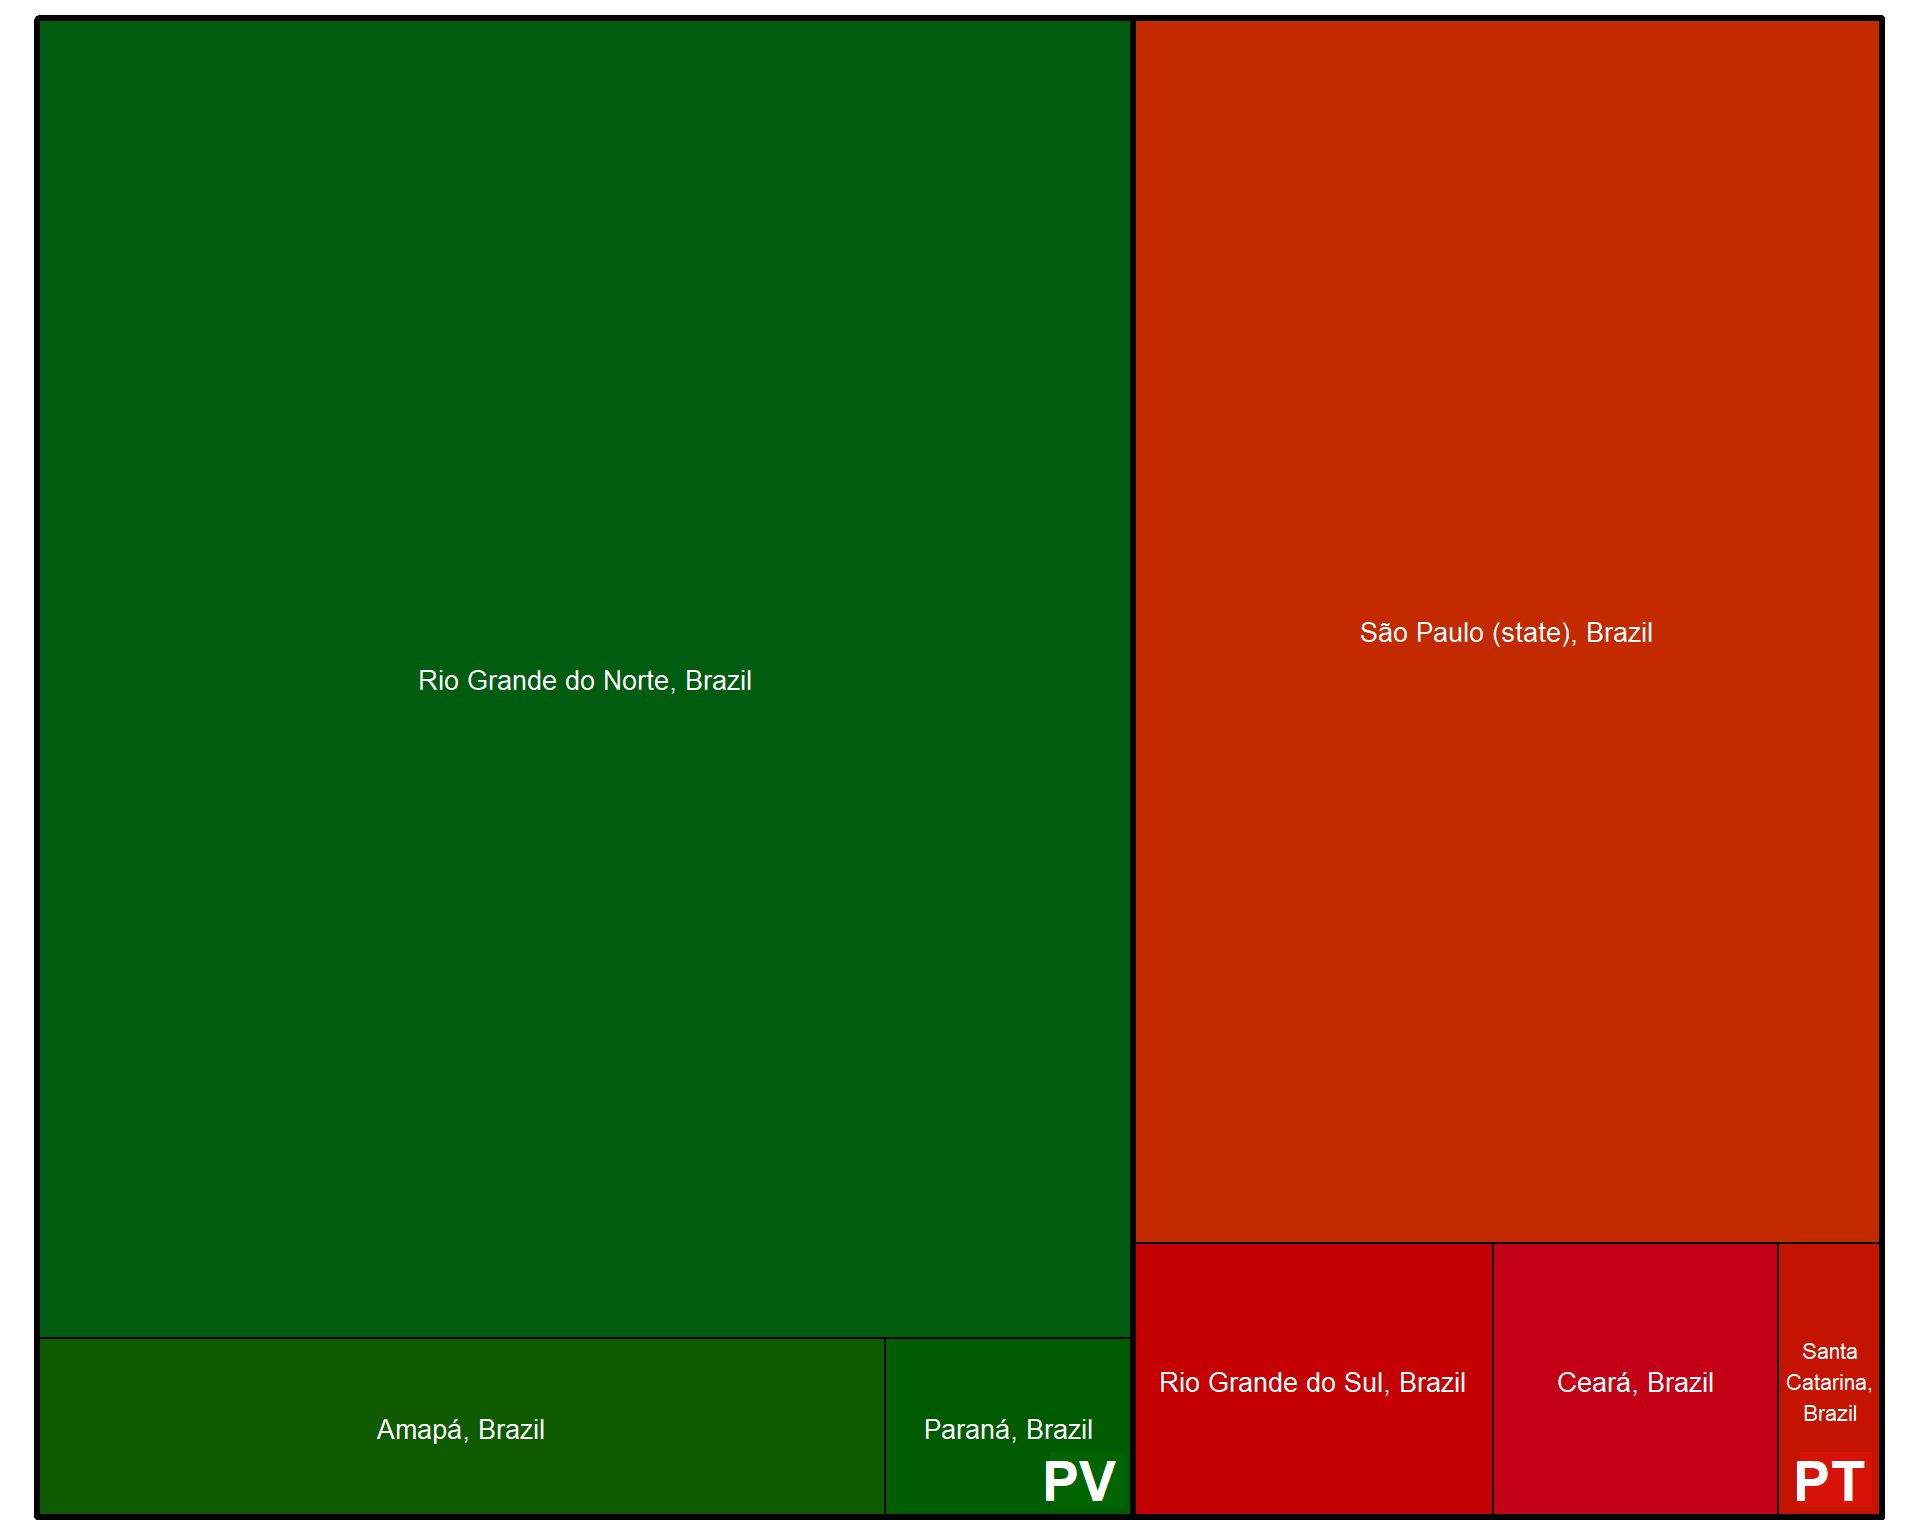 Rio Grande do Norte, Brazil
Amapá, Brazil
Paraná, Brazil
PV
São Paulo (state), Brazil
Rio Grande do Sul, Brazil
Ceará, Brazil
Santa
Catarina,
Brazil
PT